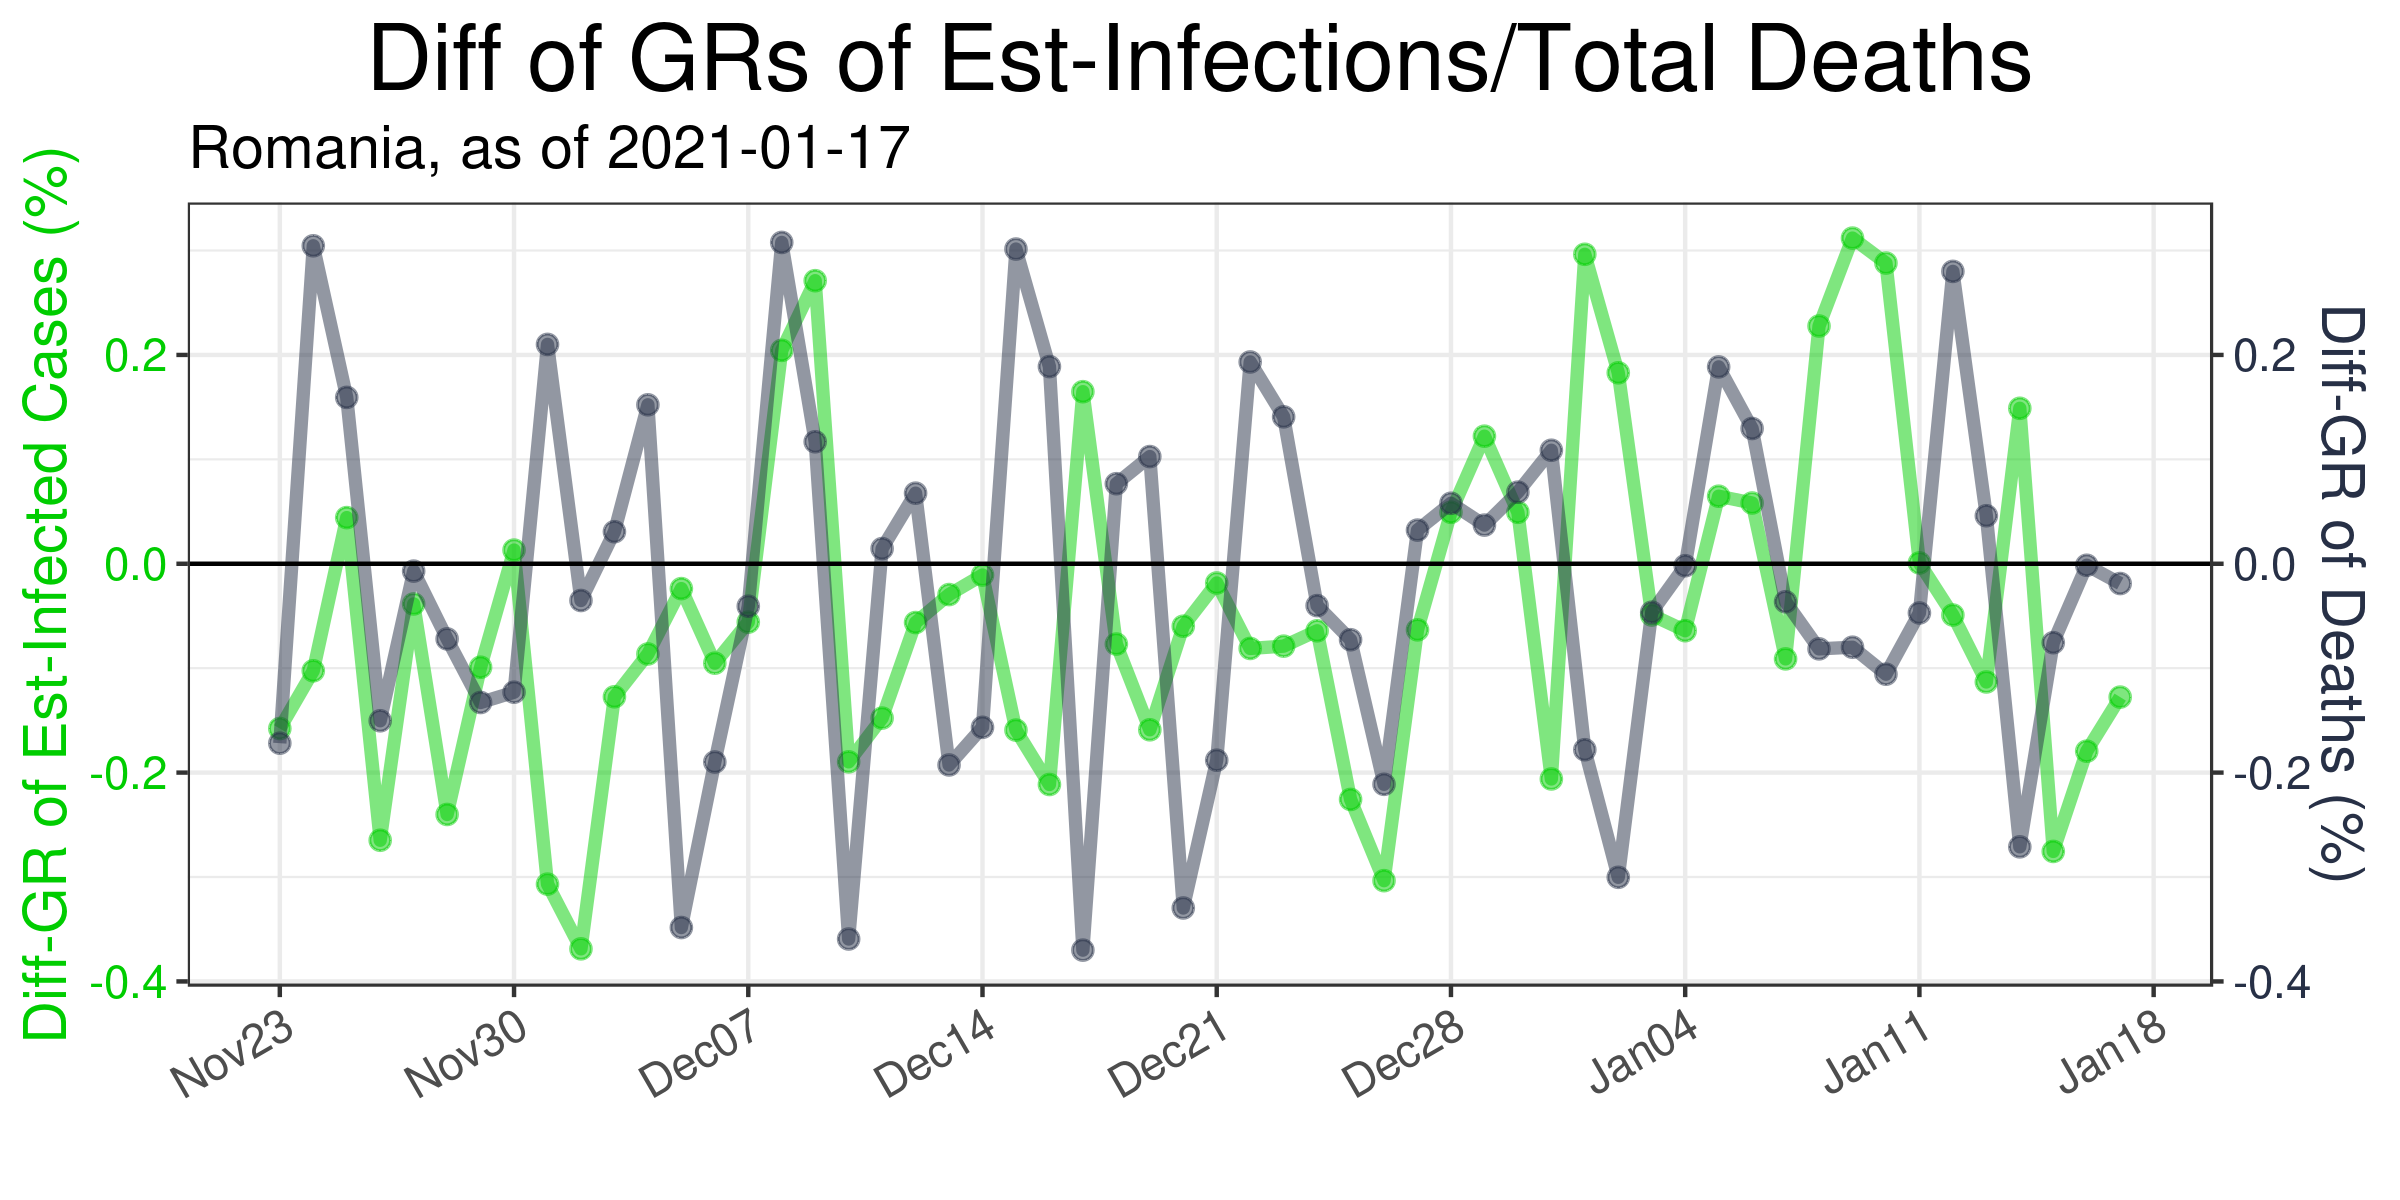 Diff of GRs of Est-Infections/Total Deaths
Romania, as of 2021-01-17
Diff-GR of Est-Infected Cases (%)
0.2
0.0
-0.2
-0.4
0.2
0.0
-0.2
-0.4
Diff-GR of Deaths (%)
Nov23
Nov30
Dec07
Dec14
Dec21
Dec28
Jan04
Jan11
Jan18